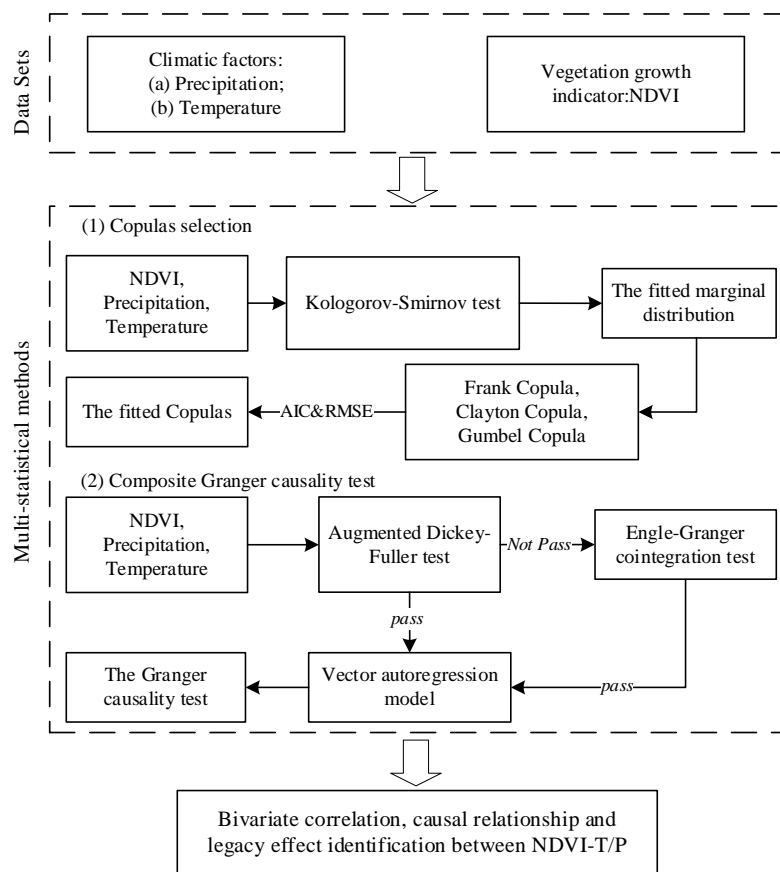 Data Sets
Climatic factors:
(a) Precipitation;
(b) Temperature
Vegetation growth
indicator:NDVI
Multi-statistical methods
(1) Copulas selection
NDVI,
Precipitation,
Temperature
Kologorov-Smirnov test
The fitted marginal
distribution
The fitted Copulas
AIC&RMSE
Frank Copula,
Clayton Copula,
Gumbel Copula
(2) Composite Granger causality test
NDVI,
Precipitation,
Temperature
Augmented Dickey-
Fuller test
Not Pass
Engle-Granger
cointegration test
pass
The Granger
causality test
Vector autoregression
model
pass
Bivariate correlation, causal relationship and
legacy effect identification between NDVI-T/P